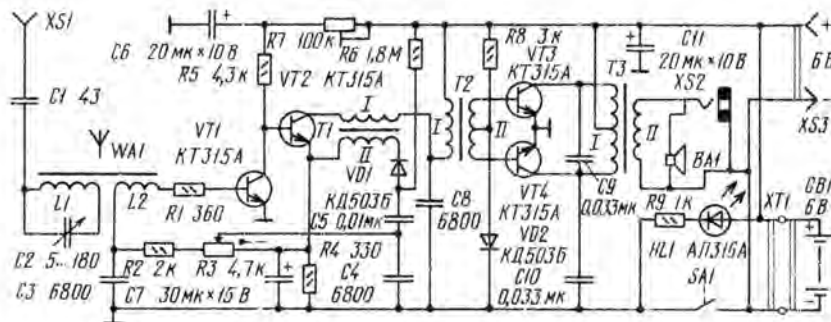 XS1
C1 43
WA1
L1
L2
C2 5...180
C3 6800
R1 360
R2 2к
R3 4,7к
C7 30мк×15В
VT1
КТ315А
C6
20мк×10В
R5 4,3к
R7
100к
R6 1,8М
VT2 КТ315А
T1
I
II
VD1
КД503Б
C5 0,01мк
R4 330
C4
6800
C8
6800
T2
I
II
R8 3к
VT3
КТ315А
VT4
КТ315А
VD2
КД503Б
C10
0,033мк
C9
0,033мк
T3
I
II
C11
20мк×10В
XS2
BA1
R9 1к
HL1 АЛ316А
SA1
XT1
+
6В
XS3
GB1
6В
+
−